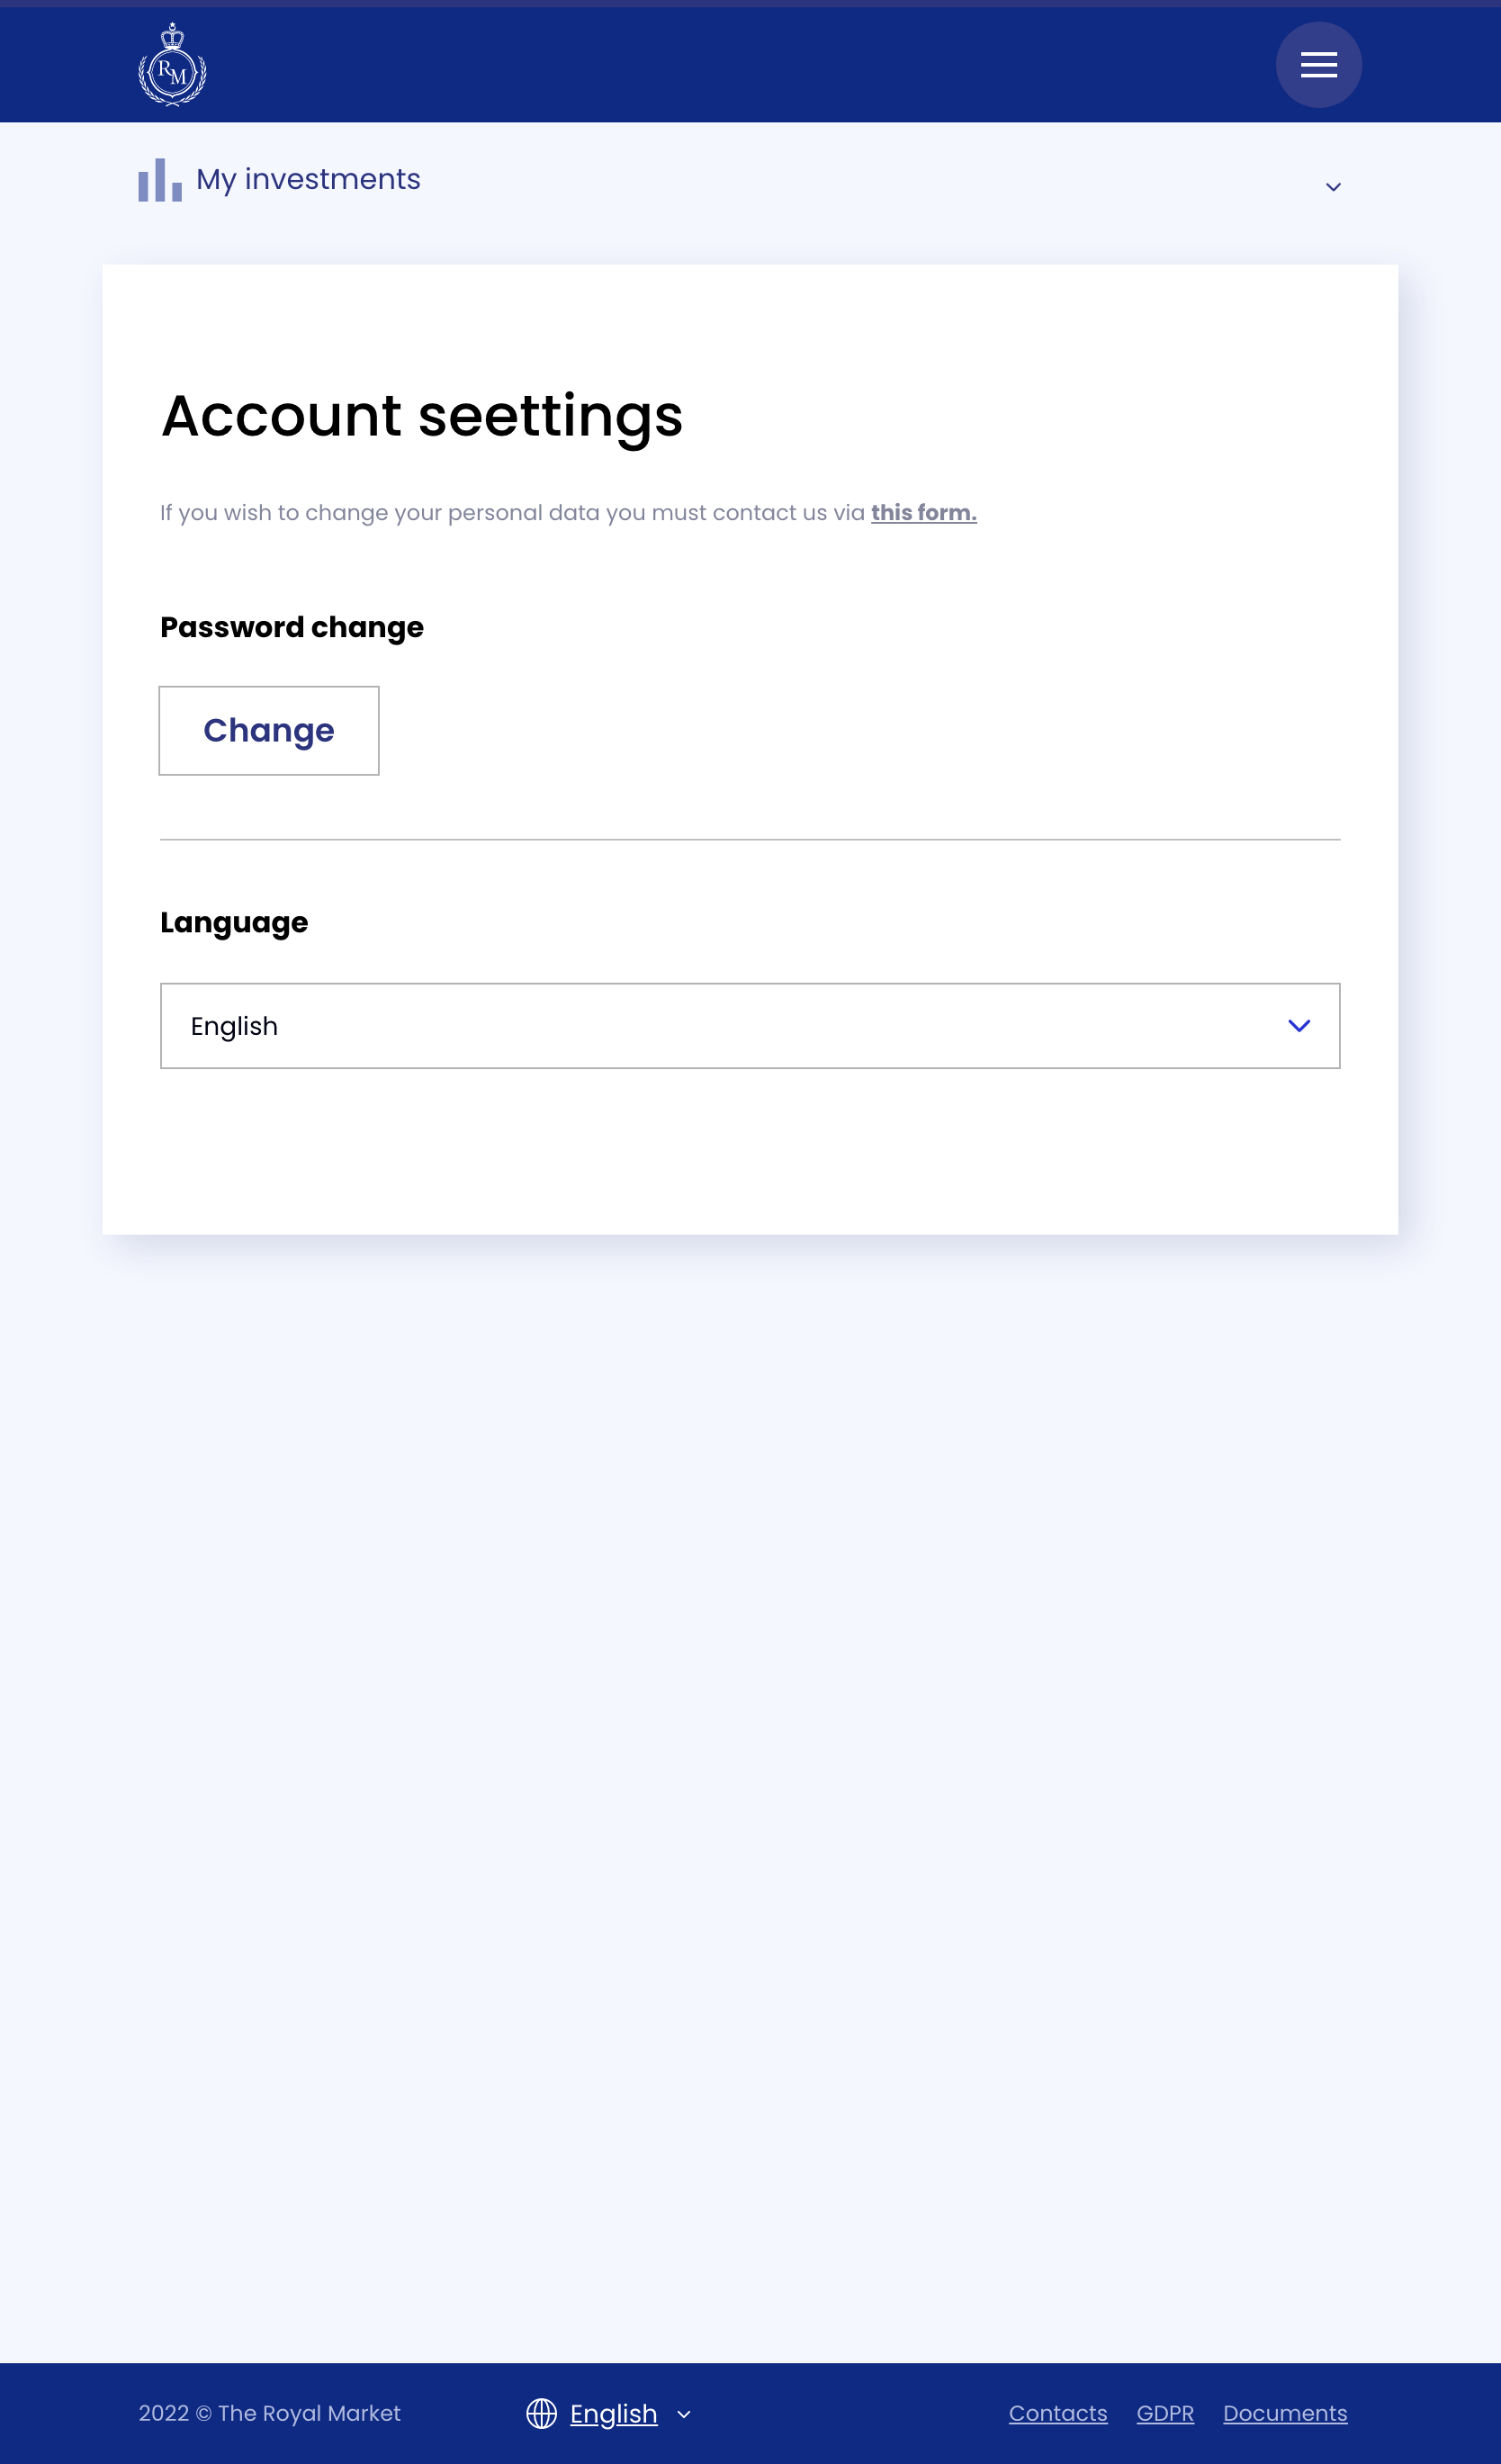 RM
My investments
Account seettings
If you wish to change your personal data you must contact us via this form.
Password change
Change
Language
English
2022 © The Royal Market
English
Contacts GDPR Documents